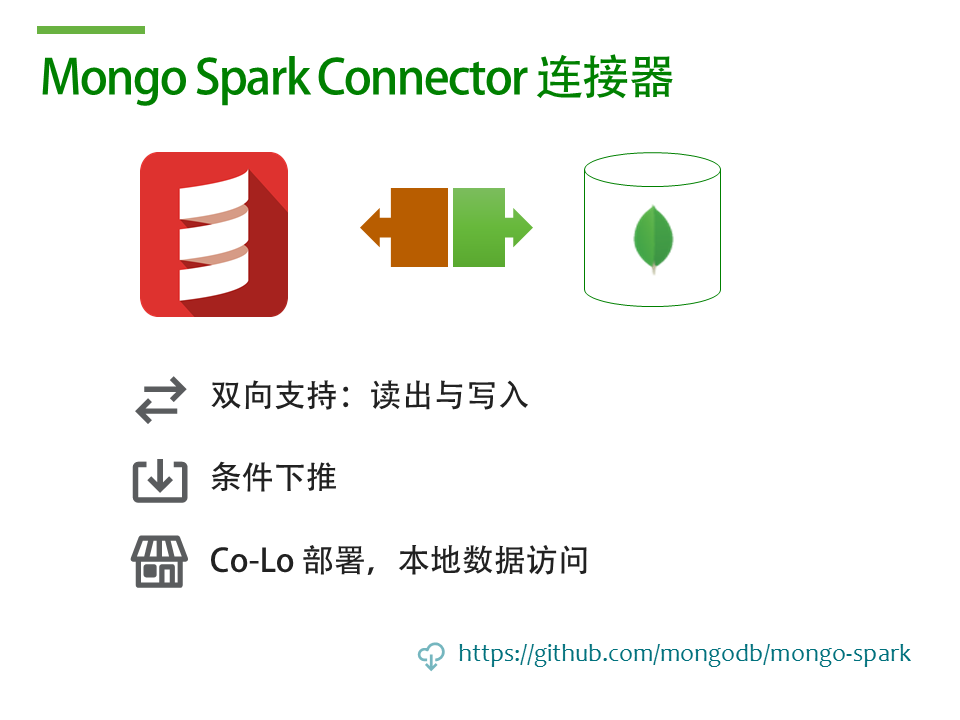 Mongo Spark Connector 连接器
双向支持：读出与写入
条件下推
Co-Lo 部署，本地数据访问
https://github.com/mongodb/mongo-spark